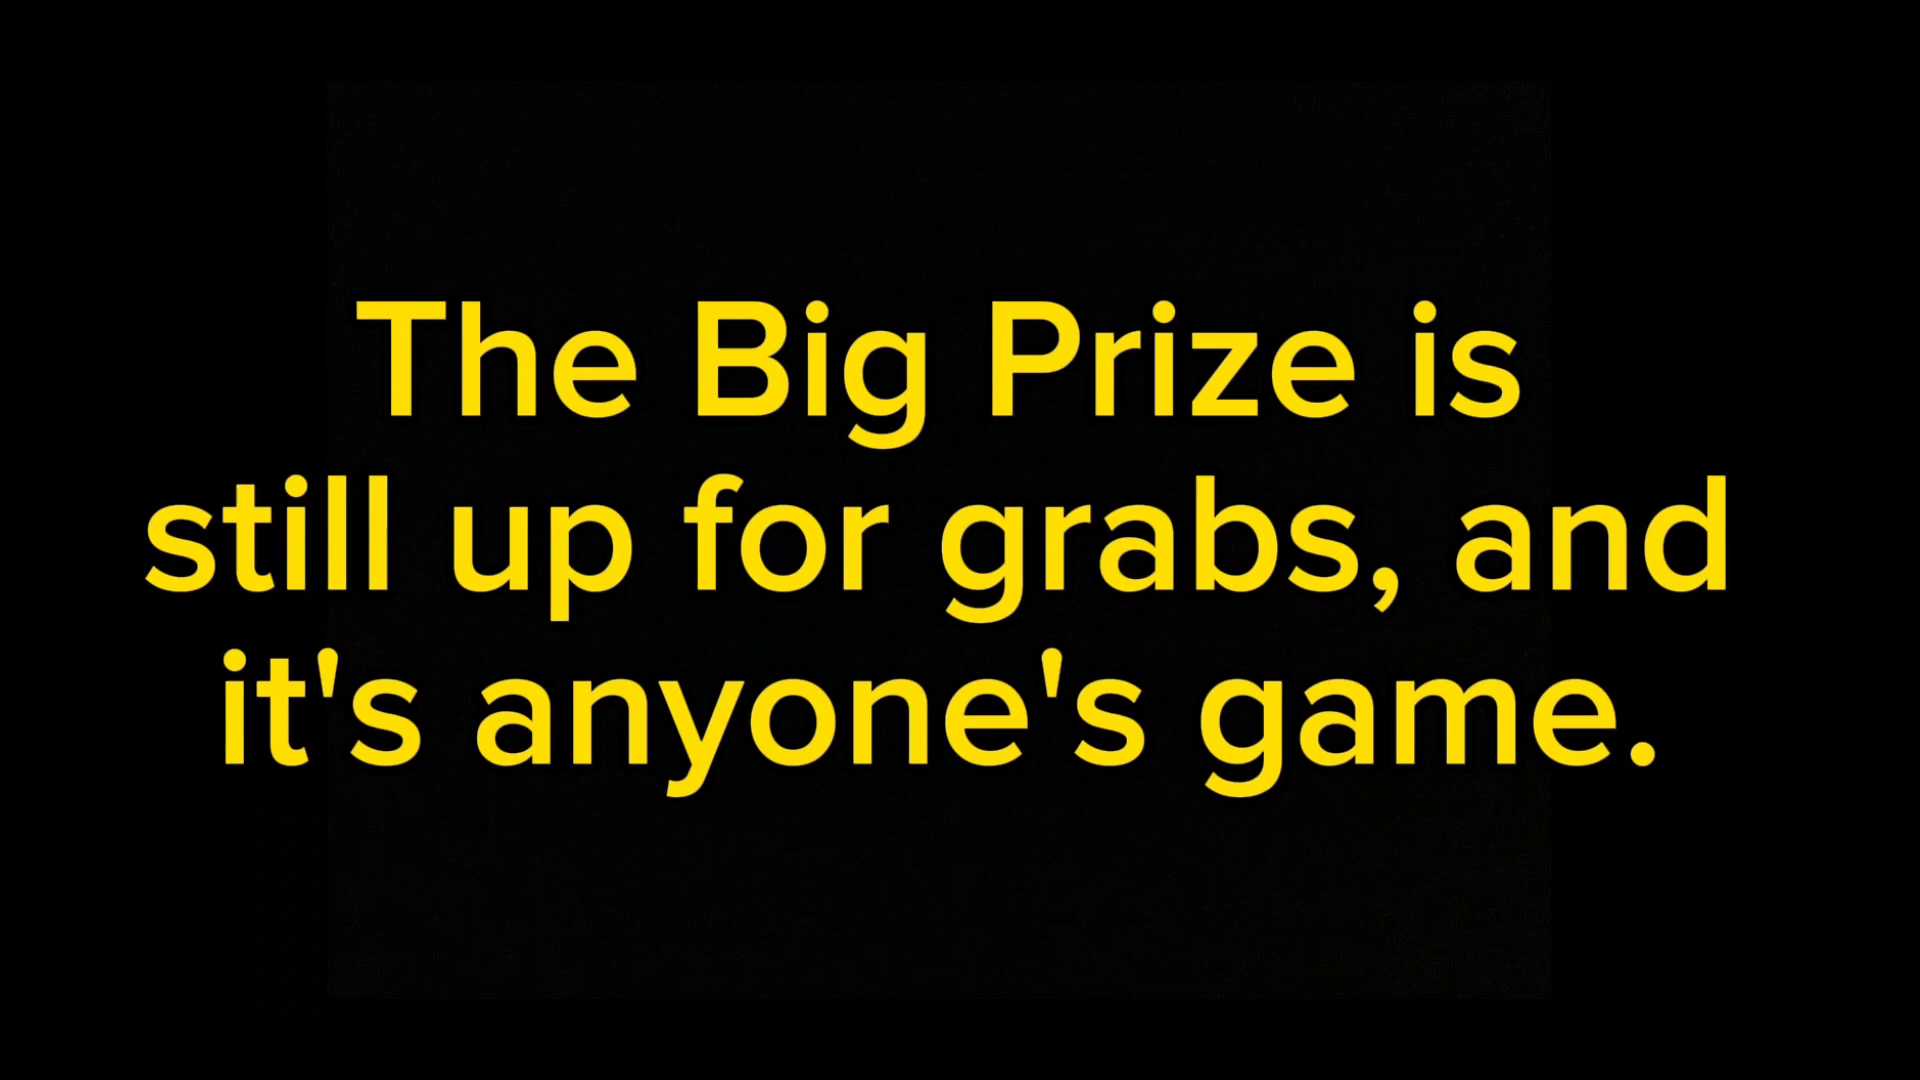 The Big Prize is
still up for grabs, and
it's anyone's game.